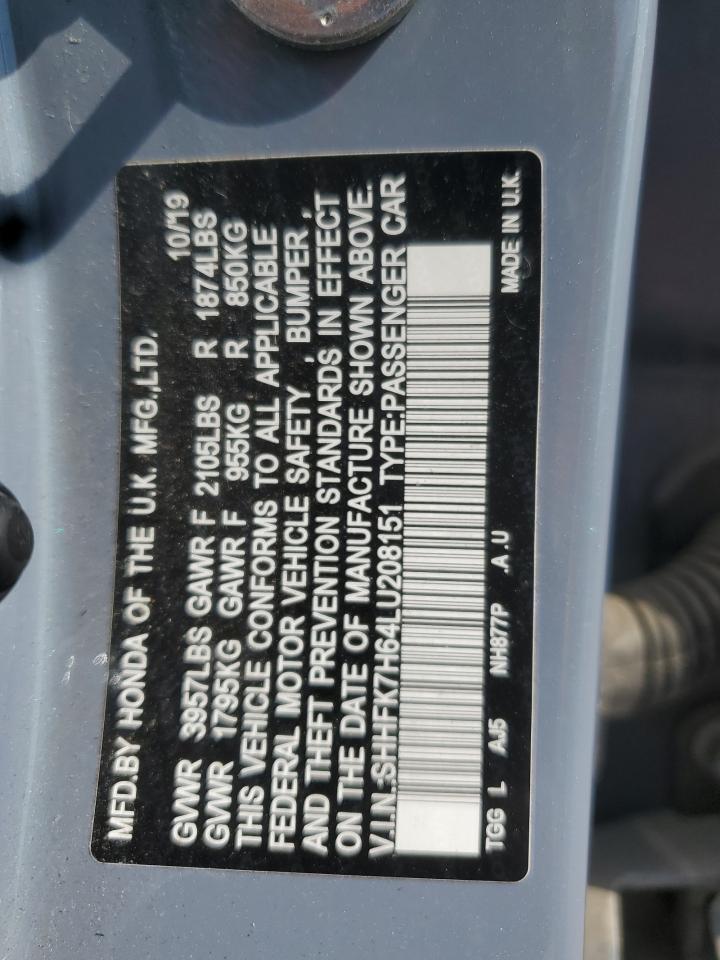 MFD.BY HONDA OF THE U.K. MFG.,LTD.
10/19
GVWR 3957LBS GAWR F 2105LBS R 1874LBS
GVWR 1795KG GAWR F 955KG R 850KG
THIS VEHICLE CONFORMS TO ALL APPLICABLE
FEDERAL MOTOR VEHICLE SAFETY , BUMPER ,
AND THEFT PREVENTION STANDARDS IN EFFECT
ON THE DATE OF MANUFACTURE SHOWN ABOVE.
V.I.N.:SHHFK7H64LU208151 TYPE:PASSENGER CAR
TGG L AJ5 NH877P .A.U MADE IN U.K.